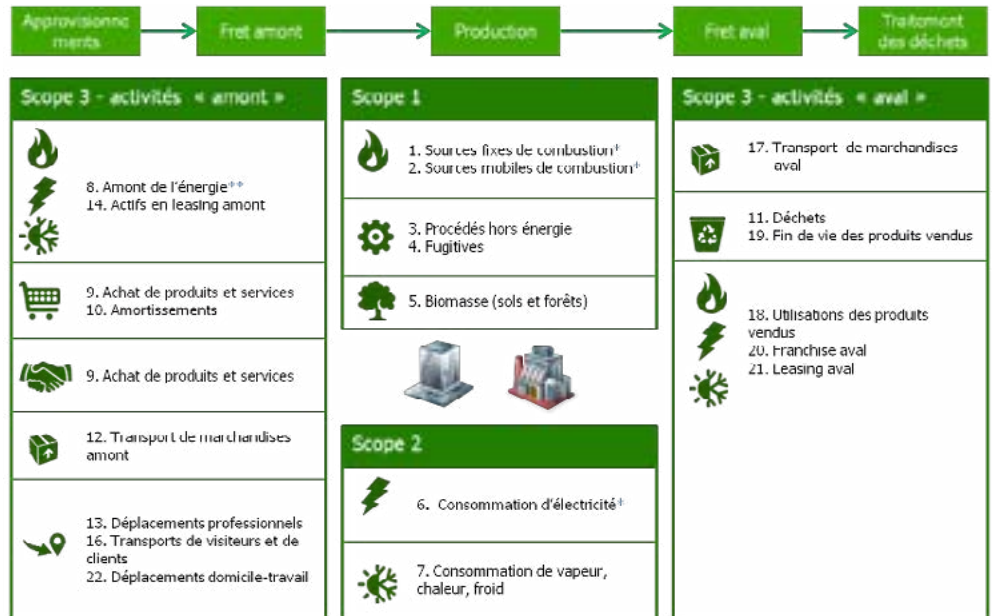 Approvisionne
ments
Fret amont
Production
Fret aval
Traitement
des déchets
Scope 3 - activités « amont »
8. Amont de l'énergie**
14. Actifs en leasing amont
9. Achat de produits et services
10. Amortissements
9. Achat de produits et services
12. Transport de marchandises
amont
13. Déplacements professionnels
16. Transports de visiteurs et de
clients
22. Déplacements domicile-travail
Scope 1
1. Sources fixes de combustion*
2. Sources mobiles de combustion*
3. Procédés hors énergie
4. Fugitives
5. Biomasse (sols et forêts)
Scope 2
6. Consommation d'électricité*
7. Consommation de vapeur,
chaleur, froid
Scope 3 - activités « aval »
17. Transport de marchandises
aval
11. Déchets
19. Fin de vie des produits vendus
18. Utilisations des produits
vendus
20. Franchise aval
21. Leasing aval